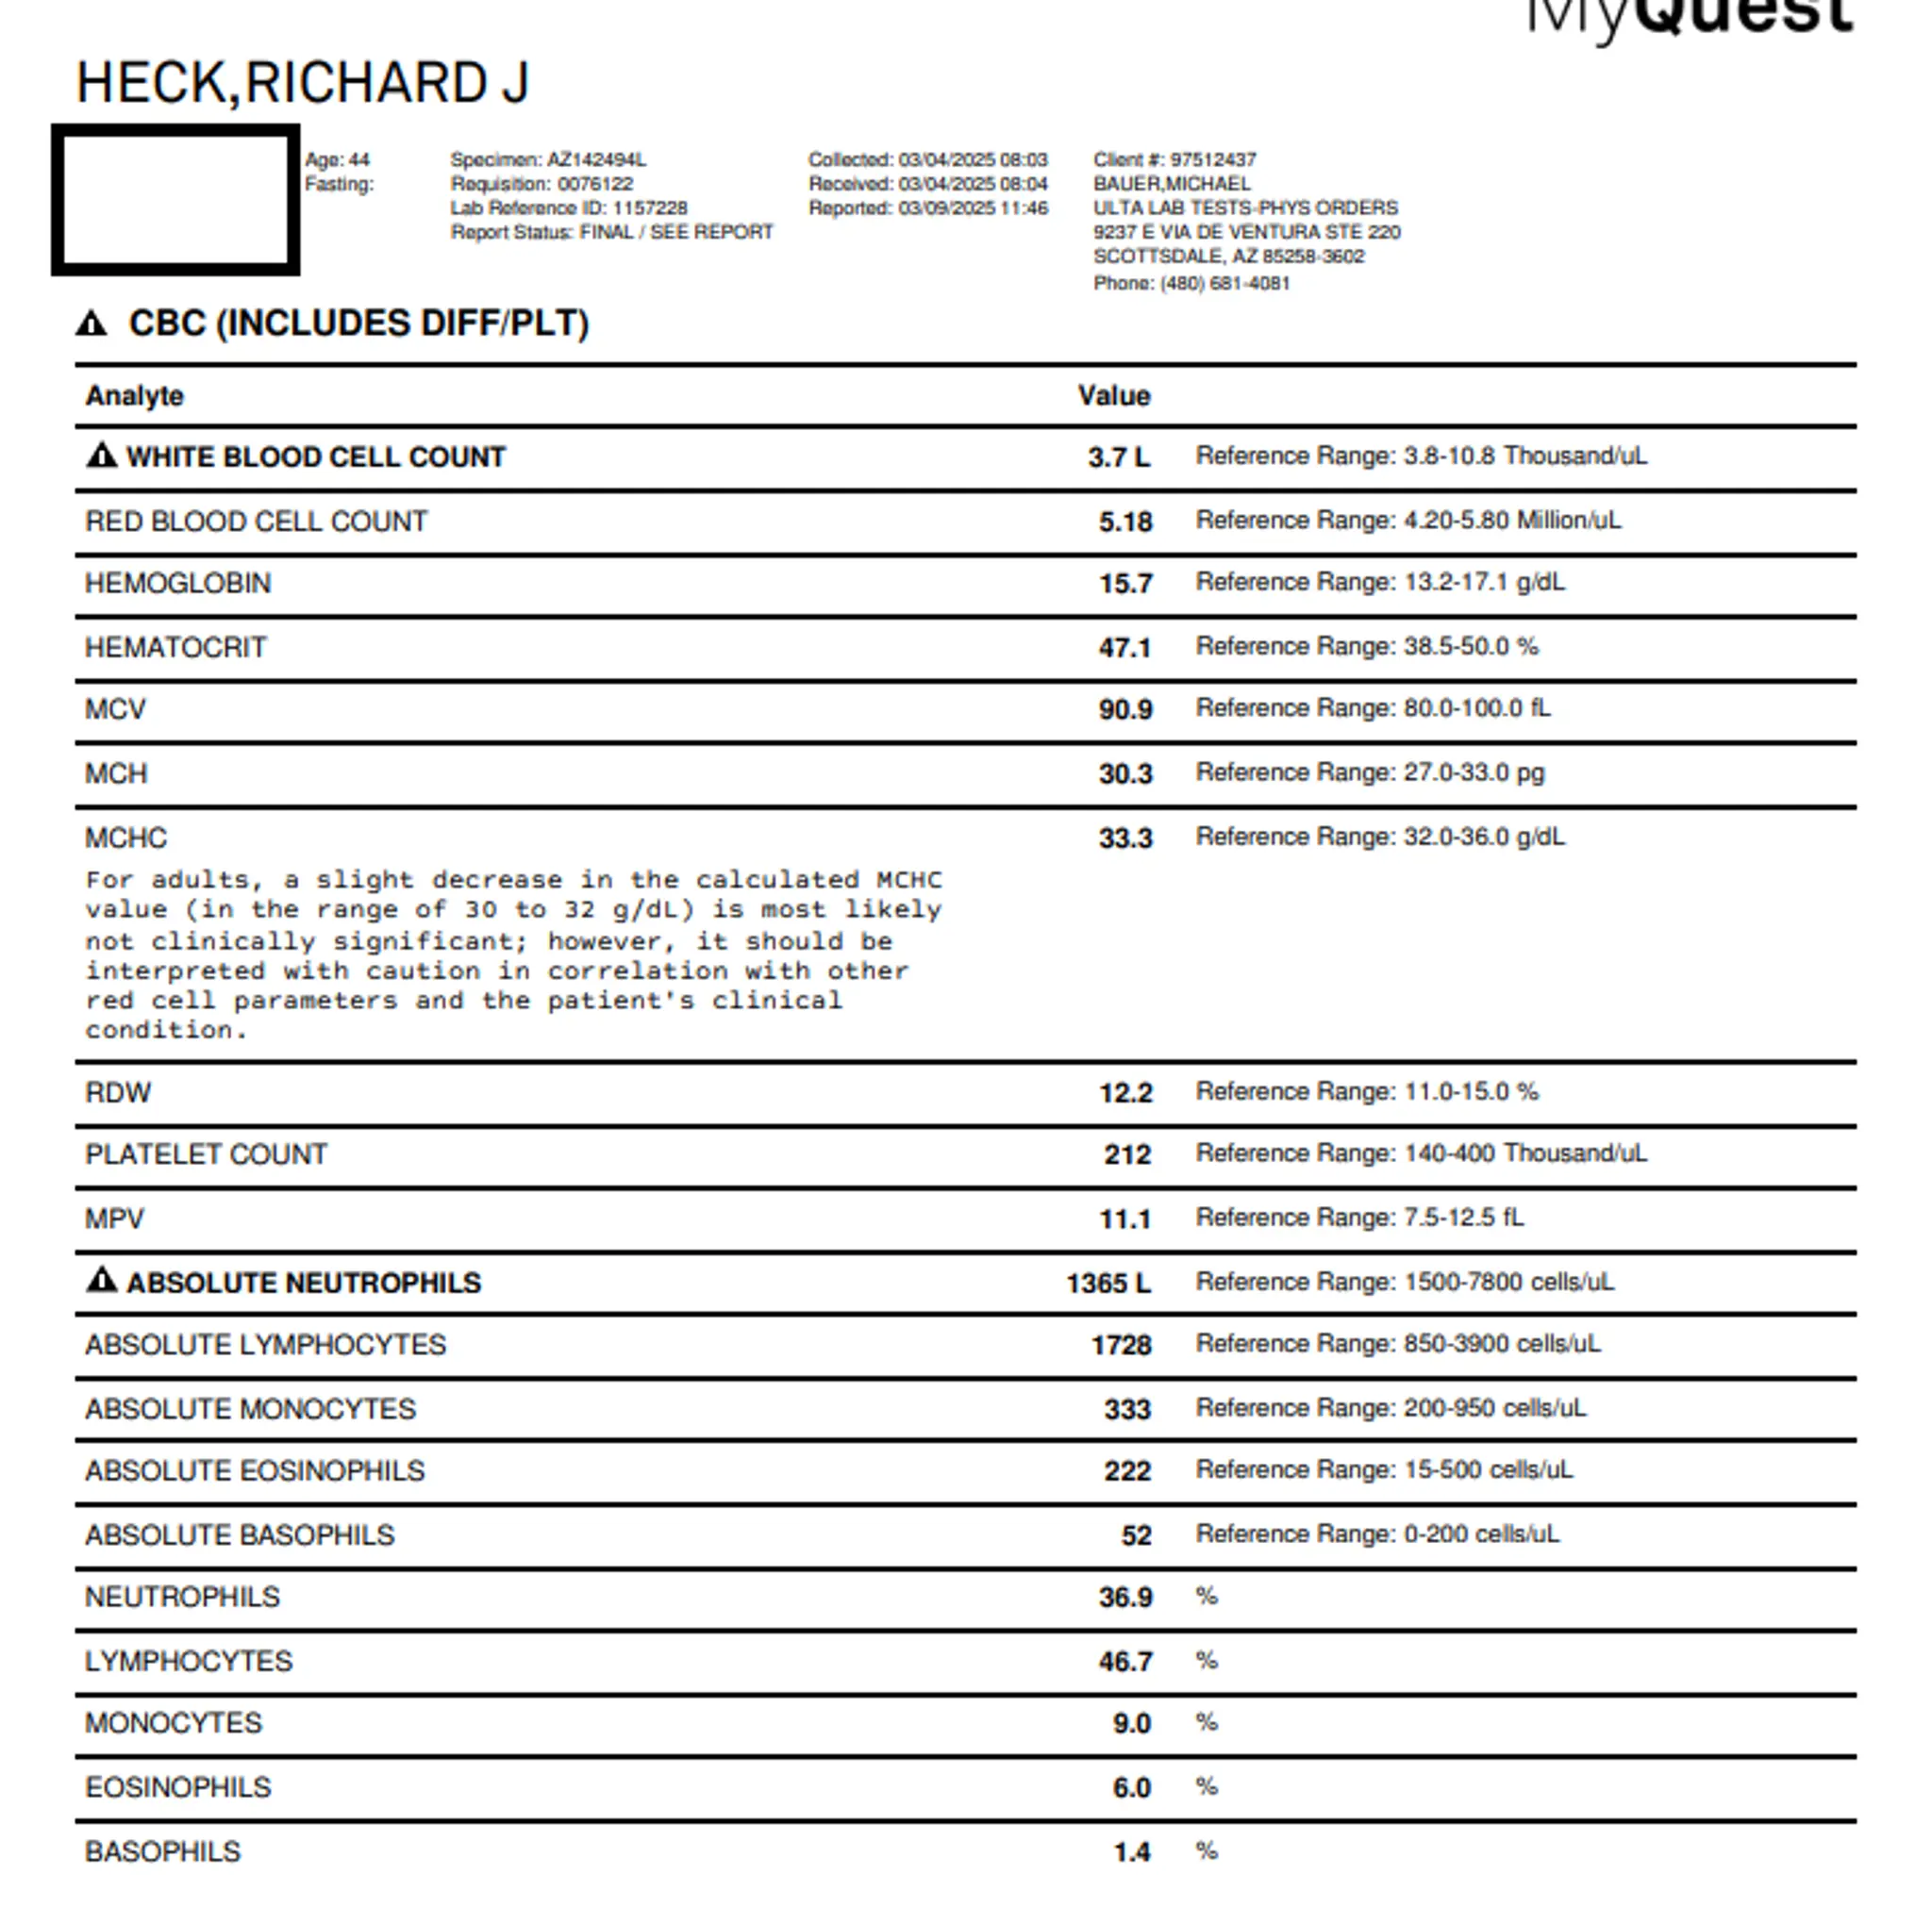 MyQuest
HECK,RICHARD J
Age: 44
Fasting:
Specimen: AZ142494L
Requisition: 0076122
Lab Reference ID: 1157228
Report Status: FINAL / SEE REPORT
Collected: 03/04/2025 08:03
Received: 03/04/2025 08:04
Reported: 03/09/2025 11:46
Client #: 97512437
BAUER,MICHAEL
ULTA LAB TESTS-PHYS ORDERS
9237 E VIA DE VENTURA STE 220
SCOTTSDALE, AZ 85258-3602
Phone: (480) 681-4081
CBC (INCLUDES DIFF/PLT)
Analyte Value
WHITE BLOOD CELL COUNT 3.7 L Reference Range: 3.8-10.8 Thousand/uL
RED BLOOD CELL COUNT 5.18 Reference Range: 4.20-5.80 Million/uL
HEMOGLOBIN 15.7 Reference Range: 13.2-17.1 g/dL
HEMATOCRIT 47.1 Reference Range: 38.5-50.0 %
MCV 90.9 Reference Range: 80.0-100.0 fL
MCH 30.3 Reference Range: 27.0-33.0 pg
MCHC 33.3 Reference Range: 32.0-36.0 g/dL
For adults, a slight decrease in the calculated MCHC
value (in the range of 30 to 32 g/dL) is most likely
not clinically significant; however, it should be
interpreted with caution in correlation with other
red cell parameters and the patient's clinical
condition.
RDW 12.2 Reference Range: 11.0-15.0 %
PLATELET COUNT 212 Reference Range: 140-400 Thousand/uL
MPV 11.1 Reference Range: 7.5-12.5 fL
ABSOLUTE NEUTROPHILS 1365 L Reference Range: 1500-7800 cells/uL
ABSOLUTE LYMPHOCYTES 1728 Reference Range: 850-3900 cells/uL
ABSOLUTE MONOCYTES 333 Reference Range: 200-950 cells/uL
ABSOLUTE EOSINOPHILS 222 Reference Range: 15-500 cells/uL
ABSOLUTE BASOPHILS 52 Reference Range: 0-200 cells/uL
NEUTROPHILS 36.9 %
LYMPHOCYTES 46.7 %
MONOCYTES 9.0 %
EOSINOPHILS 6.0 %
BASOPHILS 1.4 %